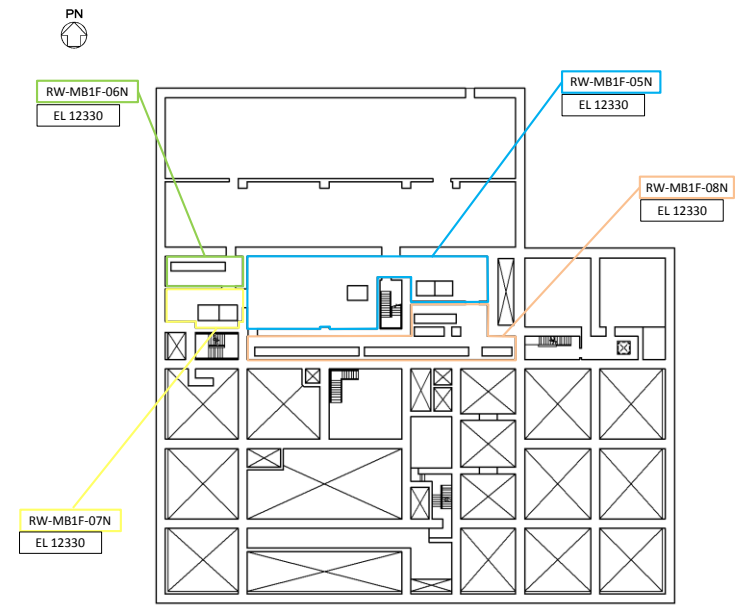 PN
RW-MB1F-06N
EL 12330
RW-MB1F-05N
EL 12330
RW-MB1F-08N
EL 12330
RW-MB1F-07N
EL 12330